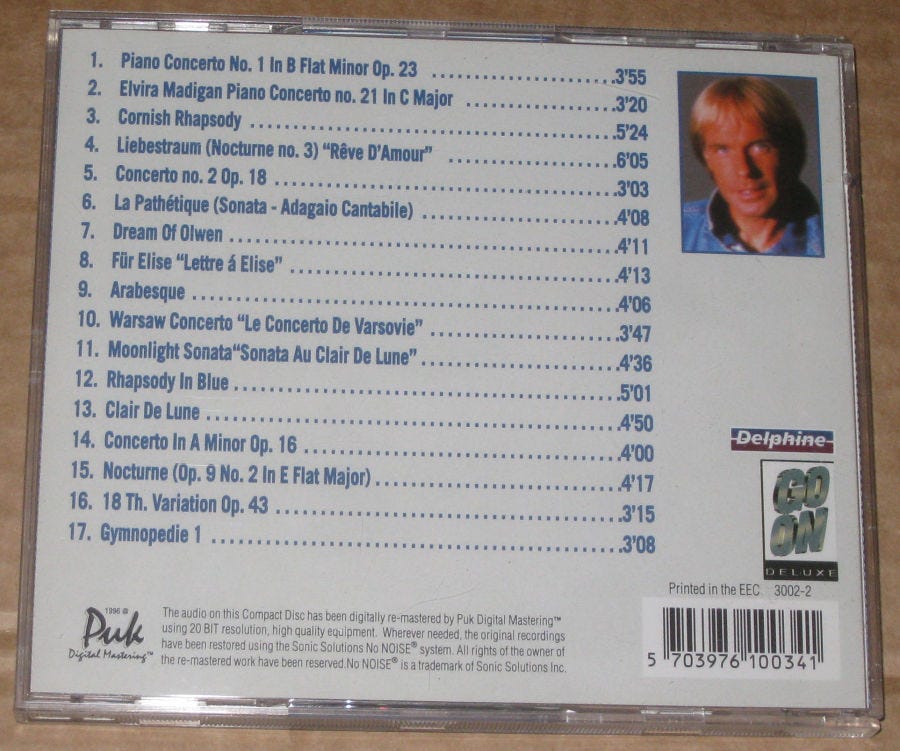 1. Piano Concerto No. 1 In B Flat Minor Op. 23 ........................3'55
2. Elvira Madigan Piano Concerto no. 21 In C Major ...................3'20
3. Cornish Rhapsody ..................................................5'24
4. Liebestraum (Nocturne no. 3) “Rêve D'Amour” .....................6'05
5. Concerto no. 2 Op. 18 .............................................3'03
6. La Pathétique (Sonata - Adagaio Cantabile) .........................4'08
7. Dream Of Olwen ....................................................4'11
8. Für Elise “Lettre á Elise” ..........................................4'13
9. Arabesque .........................................................4'06
10. Warsaw Concerto “Le Concerto De Varsovie” ........................3'47
11. Moonlight Sonata“Sonata Au Clair De Lune” .........................4'36
12. Rhapsody In Blue ..................................................5'01
13. Clair De Lune .....................................................4'50
14. Concerto In A Minor Op. 16 ........................................4'00
15. Nocturne (Op. 9 No. 2 In E Flat Major) .............................4'17
16. 18 Th. Variation Op. 43 ...........................................3'15
17. Gymnopedie 1 ......................................................3'08
Delphine
GO
ON
DELUXE
Printed in the EEC 3002-2
1996 ℗
Puk
Digital Mastering™
The audio on this Compact Disc has been digitally re-mastered by Puk Digital Mastering™
using 20 BIT resolution, high quality equipment. Wherever needed, the original recordings
have been restored using the Sonic Solutions No NOISE® system. All rights of the owner of
the re-mastered work have been reserved.No NOISE® is a trademark of Sonic Solutions Inc.
5 703976 100341